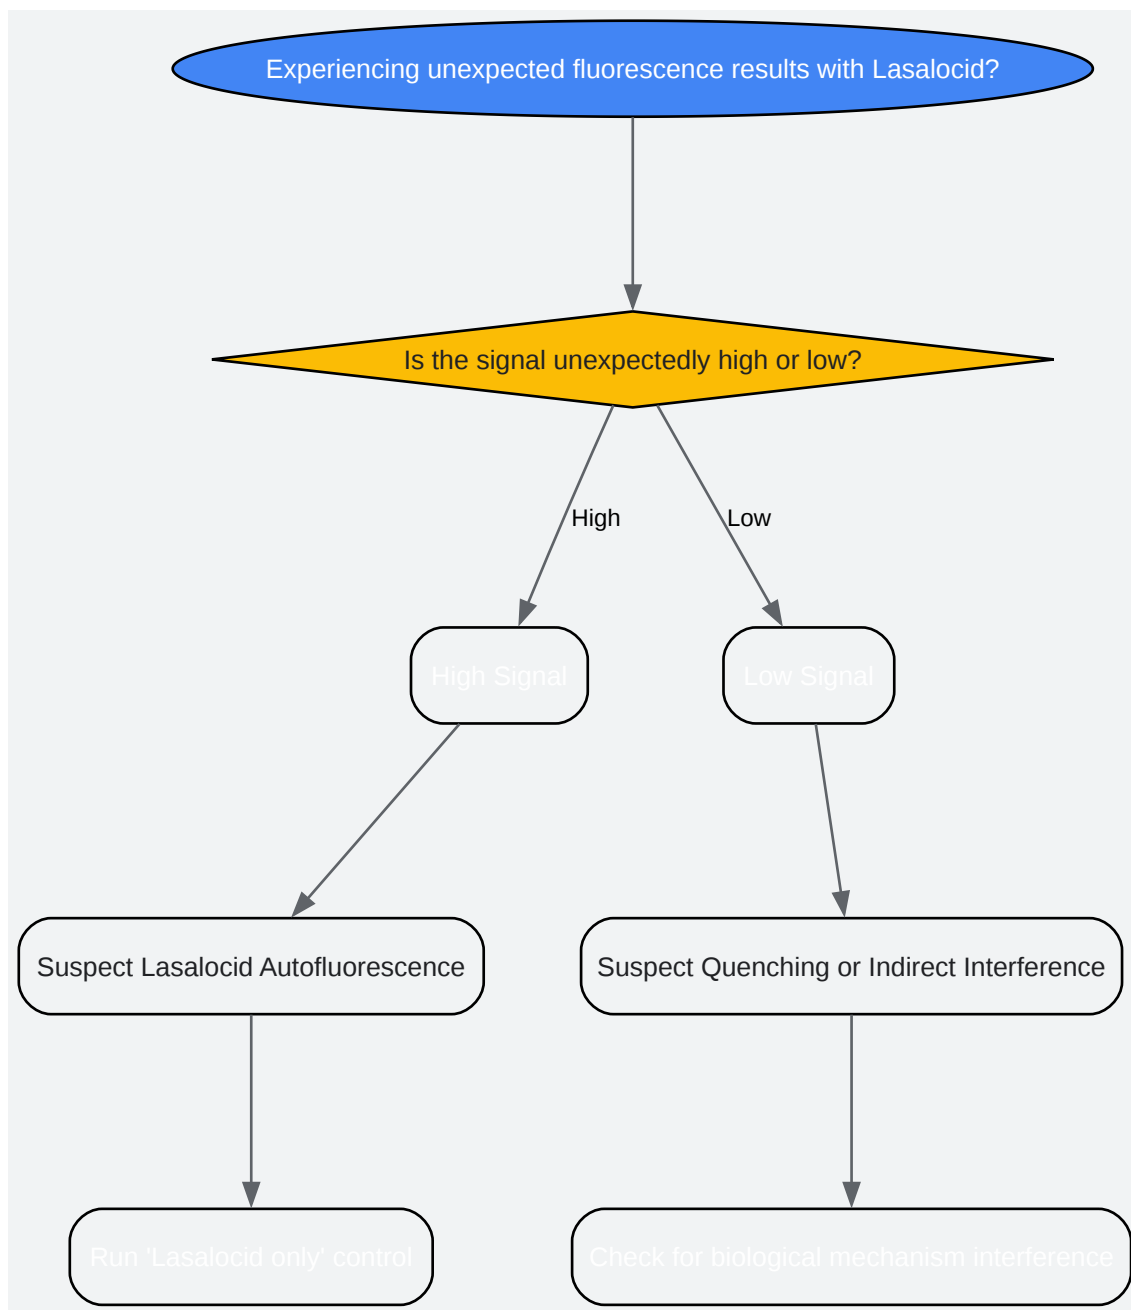 Experiencing unexpected fluorescence results with Lasalocid?
Is the signal unexpectedly high or low?
High
Low
High Signal
Low Signal
Suspect Lasalocid Autofluorescence
Suspect Quenching or Indirect Interference
Run 'Lasalocid only' control
Check for biological mechanism interference